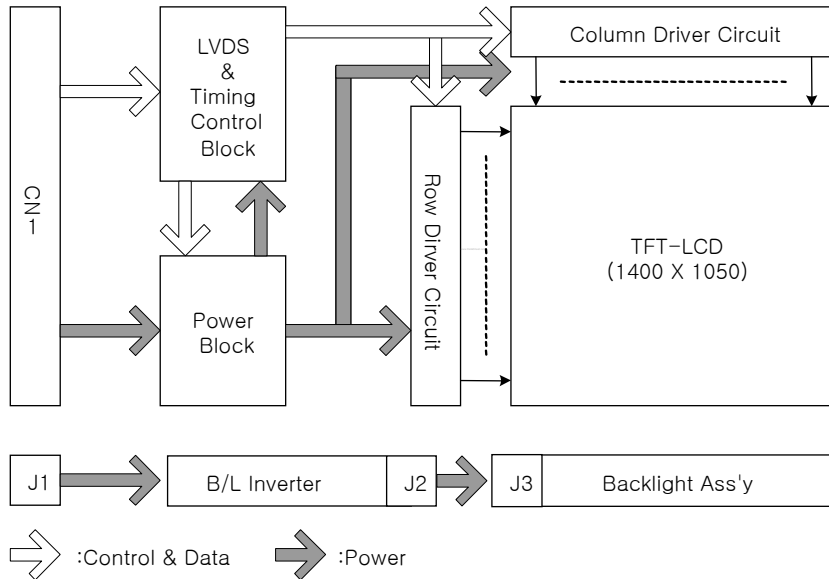 LVDS
&
Timing
Control
Block
Column Driver Circuit
CN1
Row Dirver Circuit
TFT-LCD
(1400 X 1050)
Power
Block
J1
B/L Inverter
J2
J3
Backlight Ass'y
:Control & Data
:Power